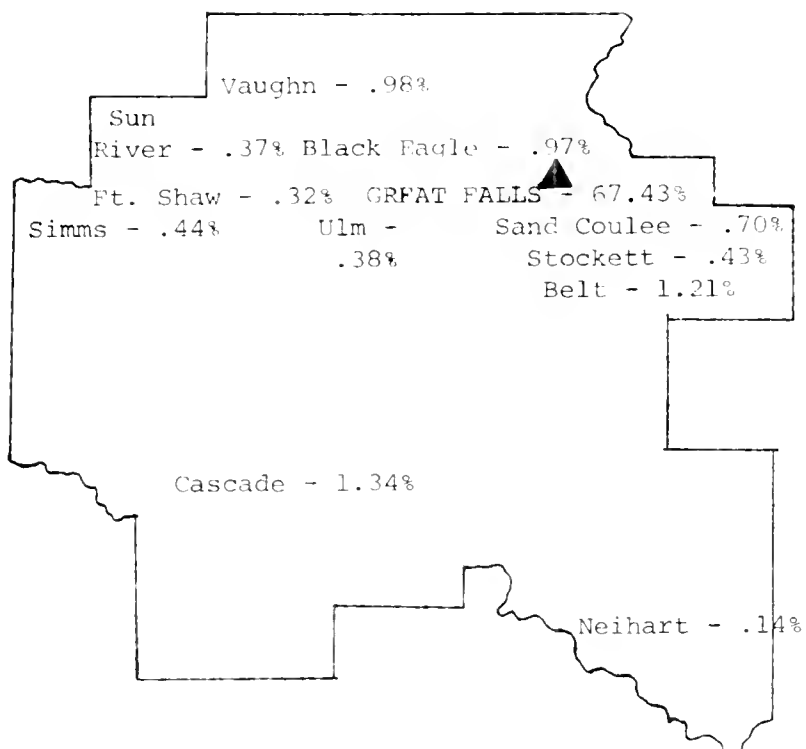 Vaughn - .98%
Sun
River - .37% Black Eagle - .97%
Ft. Shaw - .32% GREAT FALLS - 67.43%
Simms - .44% Ulm - Sand Coulee - .70%
.38% Stockett - .43%
Belt - 1.21%
Cascade - 1.34%
Neihart - .14%